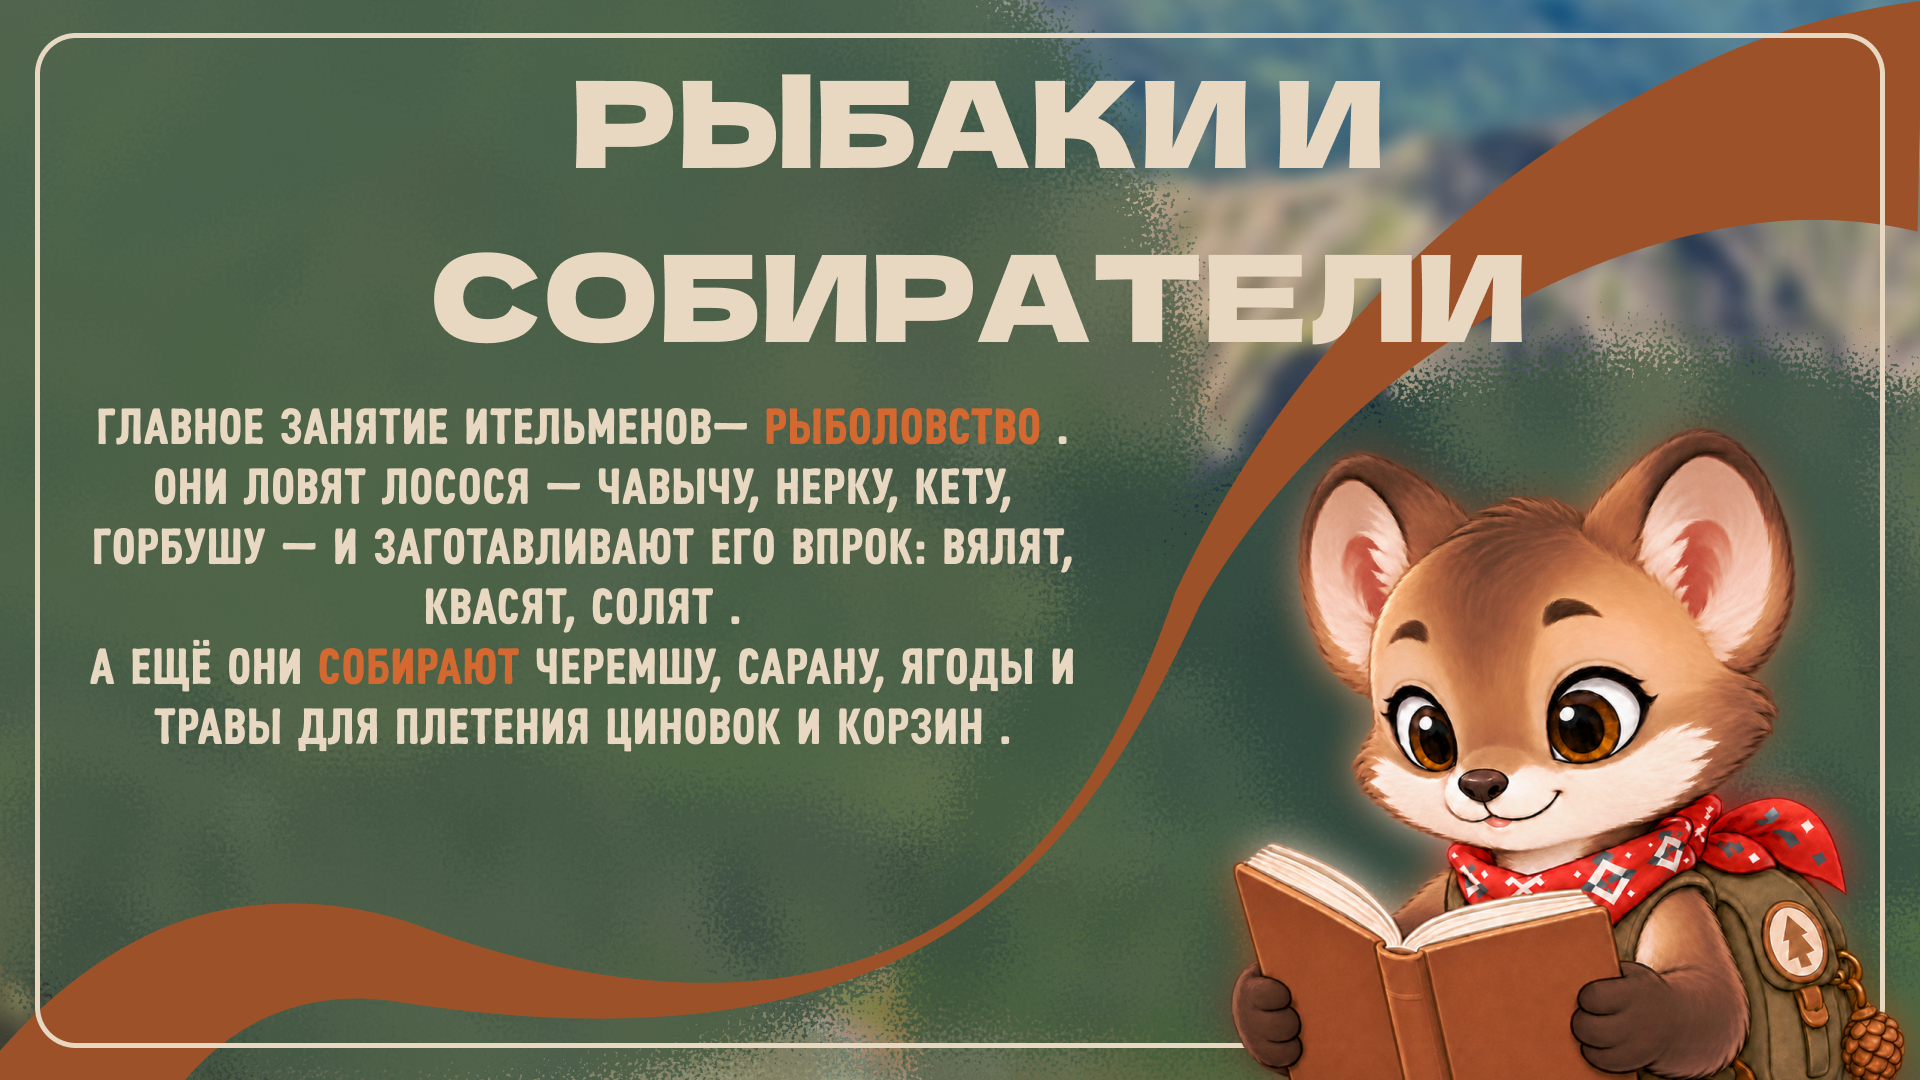 РЫБАКИ И
СОБИРАТЕЛИ
ГЛАВНОЕ ЗАНЯТИЕ ИТЕЛЬМЕНОВ— РЫБОЛОВСТВО .
ОНИ ЛОВЯТ ЛОСОСЯ — ЧАВЫЧУ, НЕРКУ, КЕТУ,
ГОРБУШУ — И ЗАГОТАВЛИВАЮТ ЕГО ВПРОК: ВЯЛЯТ,
КВАСЯТ, СОЛЯТ .
А ЕЩЁ ОНИ СОБИРАЮТ ЧЕРЕМШУ, САРАНУ, ЯГОДЫ И
ТРАВЫ ДЛЯ ПЛЕТЕНИЯ ЦИНОВОК И КОРЗИН .